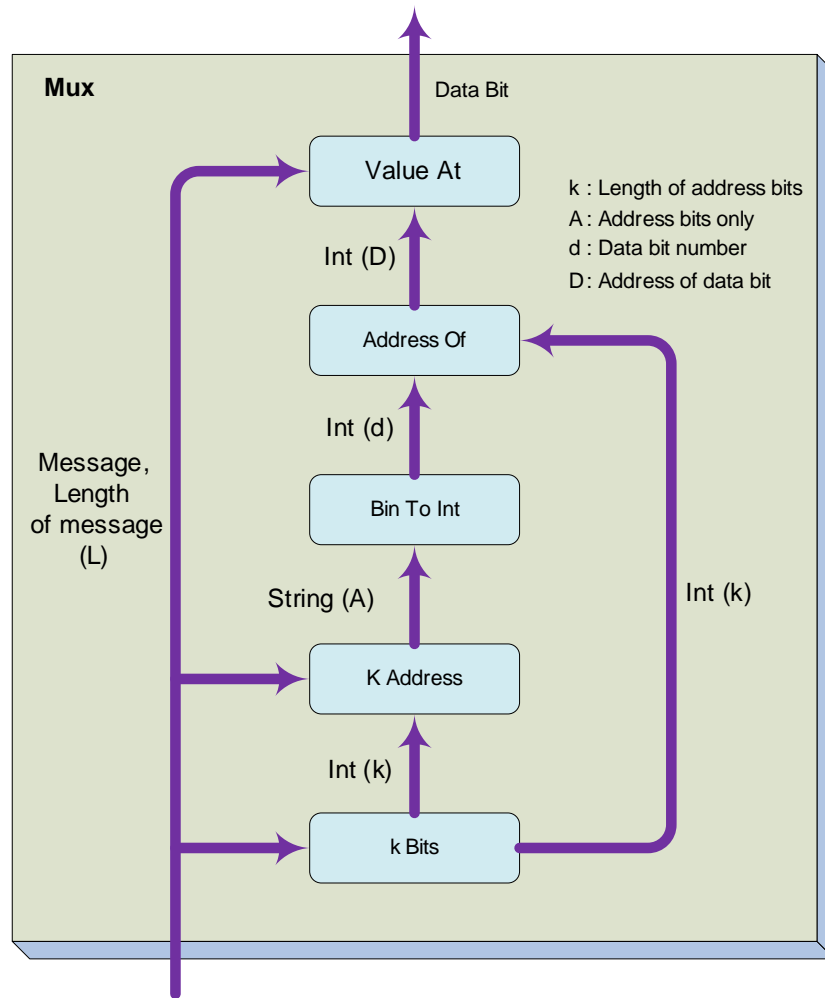 Mux
Data Bit
Value At
k : Length of address bits
A : Address bits only
d : Data bit number
D : Address of data bit
Int (D)
Address Of
Int (d)
Message,
Length
of message
(L)
Bin To Int
String (A)
Int (k)
K Address
Int (k)
k Bits